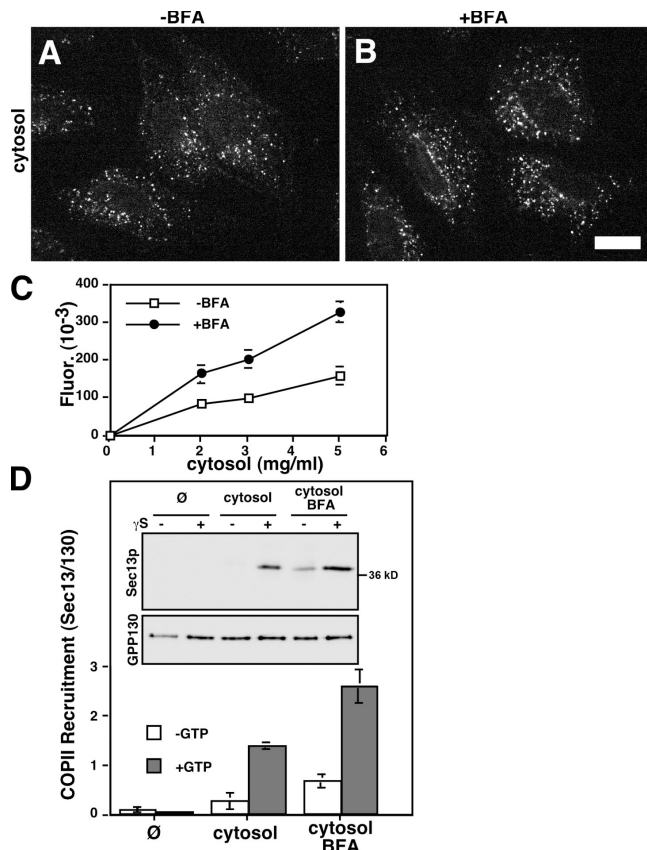 -BFA +BFA
A B
cytosol
C
Fluor. (10-3)
400
300
200
100
0
-BFA
+BFA
0 1 2 3 4 5 6
cytosol (mg/ml)
D
Ø cytosol cytosol
BFA
γS - + - + - +
Sec13p
36 kD
GPP130
COPII Recruitment (Sec13/130)
3
2
1
0
-GTP
+GTP
Ø cytosol cytosol
BFA